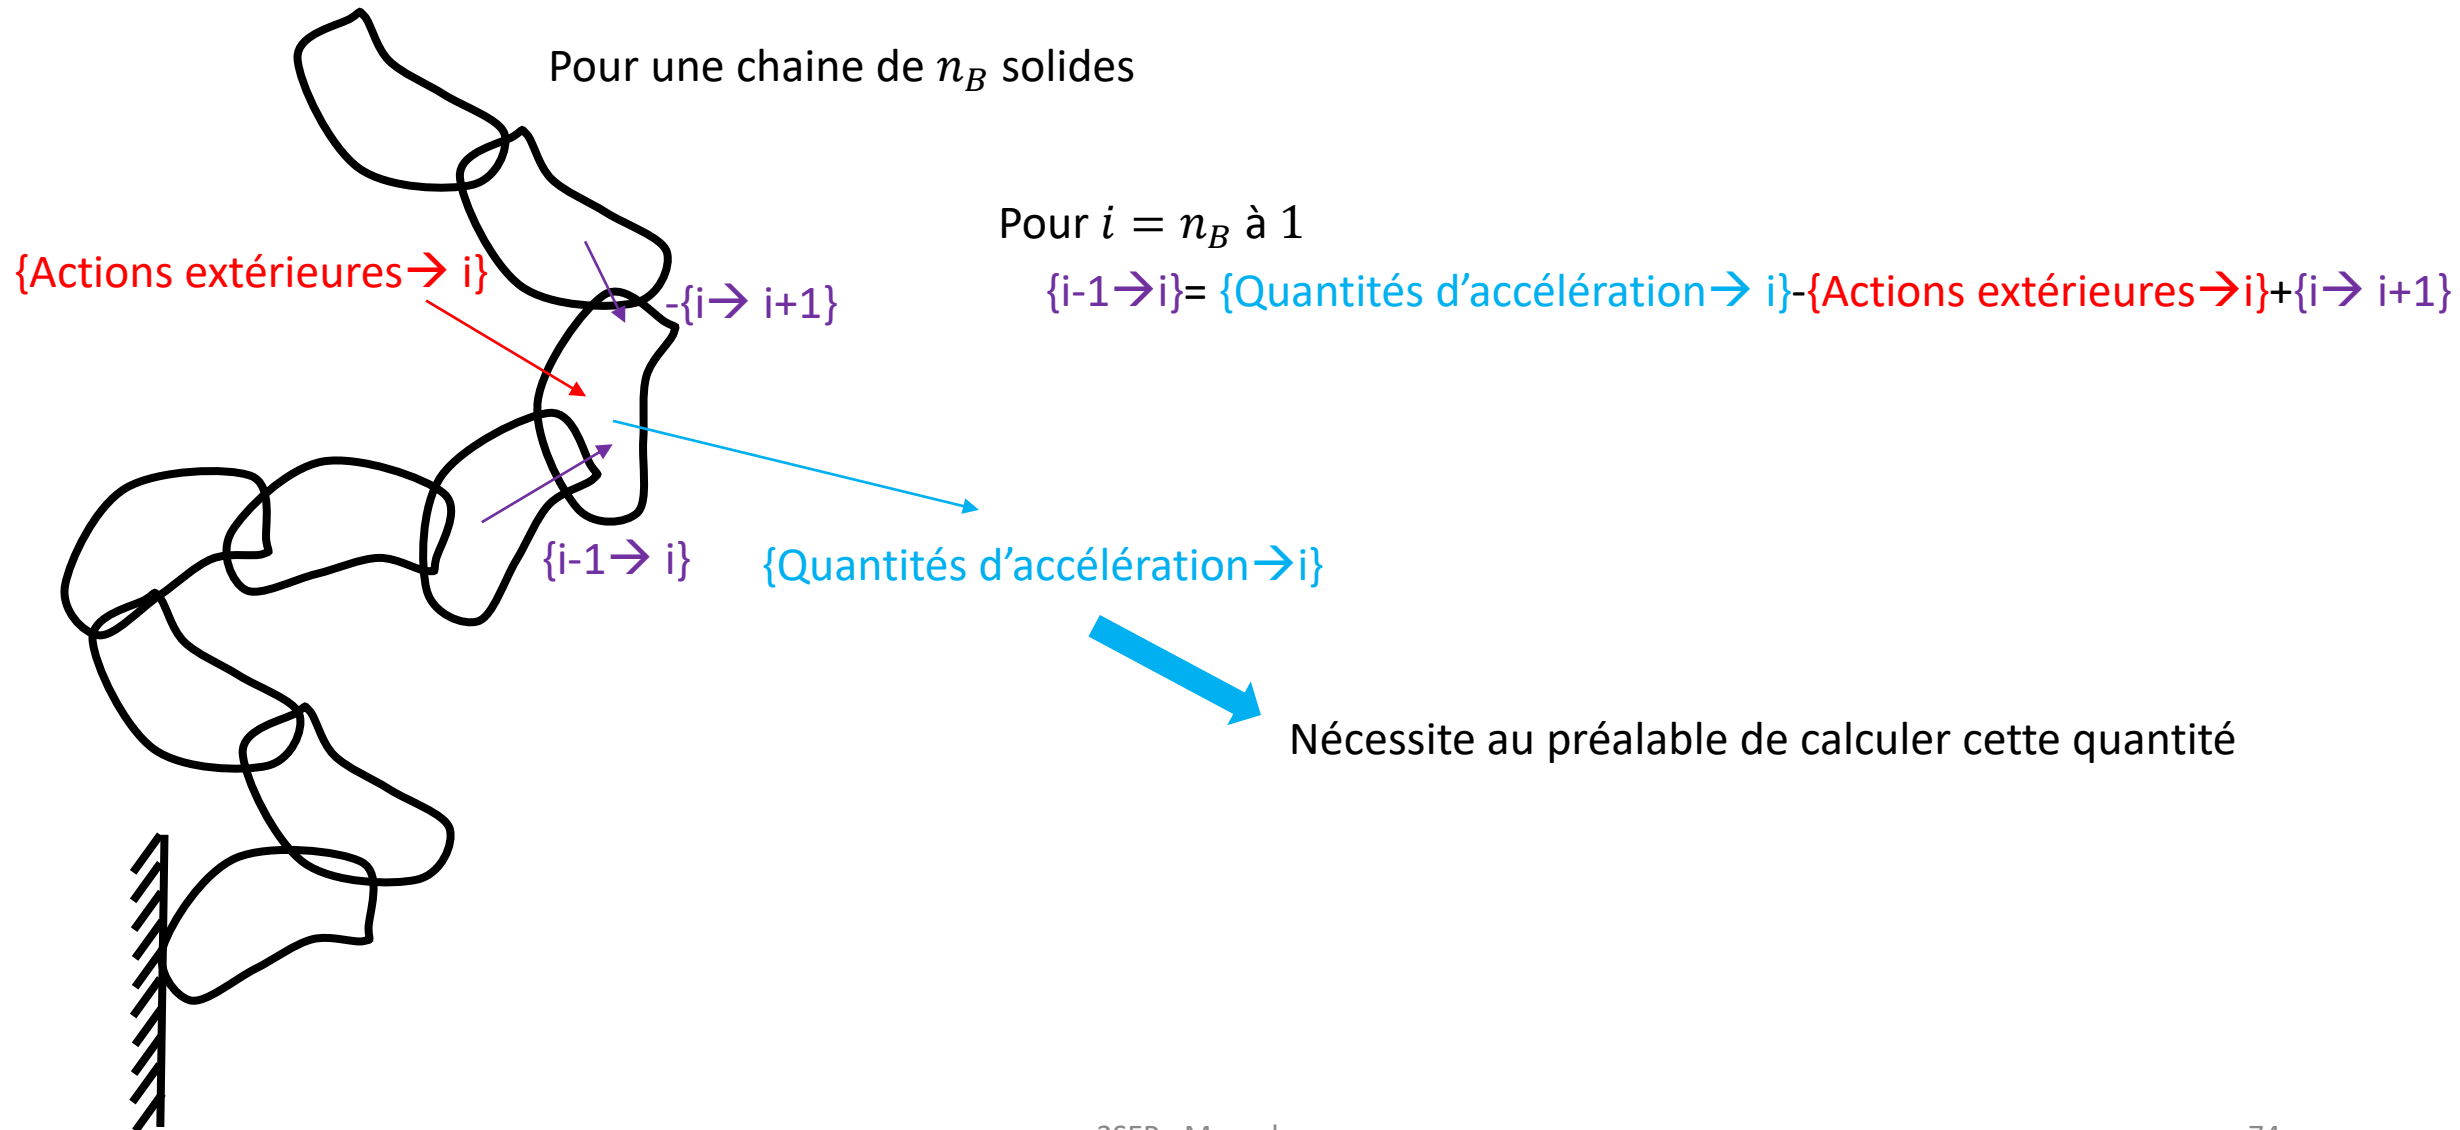 Pour une chaine de n_B solides
Pour i = n_B à 1
{Actions extérieures→ i}
-{i→ i+1}
{i-1→i}= {Quantités d’accélération→ i}-{Actions extérieures→i}+{i→ i+1}
{i-1→ i}
{Quantités d’accélération→i}
Nécessite au préalable de calculer cette quantité
74